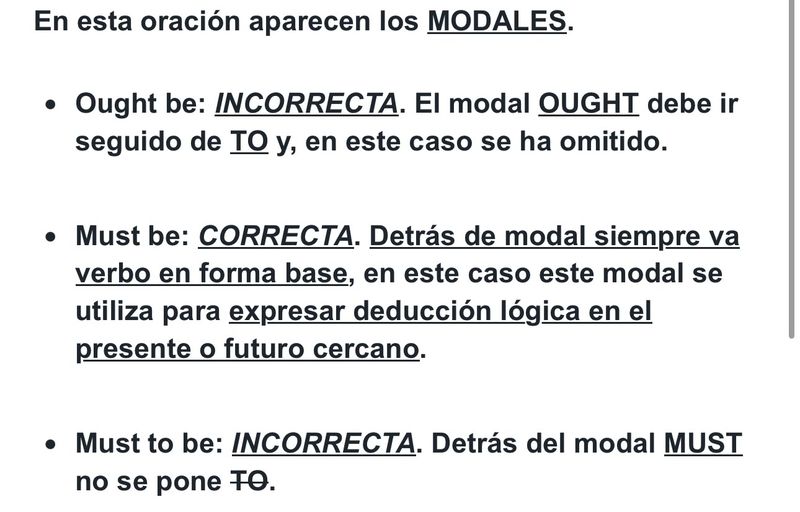 En esta oración aparecen los MODALES.
• Ought be: INCORRECTA. El modal OUGHT debe ir
seguido de TO y, en este caso se ha omitido.
• Must be: CORRECTA. Detrás de modal siempre va
verbo en forma base, en este caso este modal se
utiliza para expresar deducción lógica en el
presente o futuro cercano.
• Must to be: INCORRECTA. Detrás del modal MUST
no se pone TO.